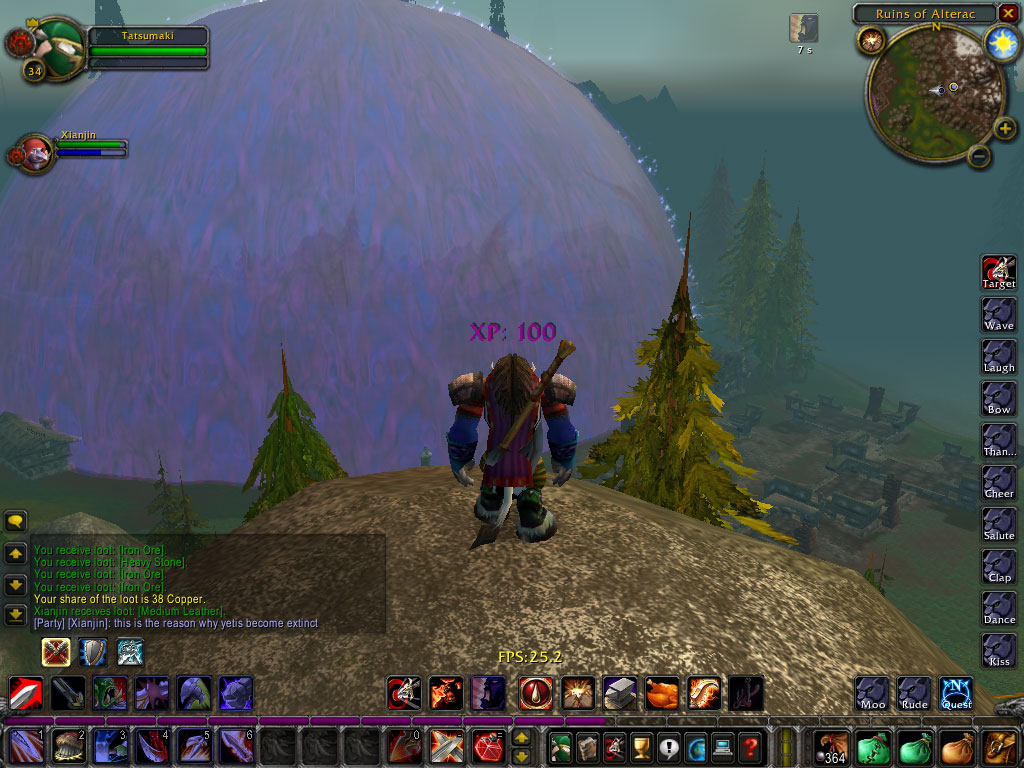 Tatsumaki
34
Xianjin
7 s
Ruins of Alterac
N
XP: 100
Target
Wave
Laugh
Bow
Than...
Cheer
Salute
Clap
Dance
Kiss
You receive loot: [Iron Ore].
You receive loot: [Heavy Stone]
You receive loot: [Iron Ore].
You receive loot: [Iron Ore].
Your share of the loot is 38 Copper.
Xianjin receives loot: [Medium Leather].
[Party] [Xianjin]: this is the reason why yetis become extinct
FPS:25.2
Moo
Rude
Quest
1 2 3 4 5 6 0 - =
364